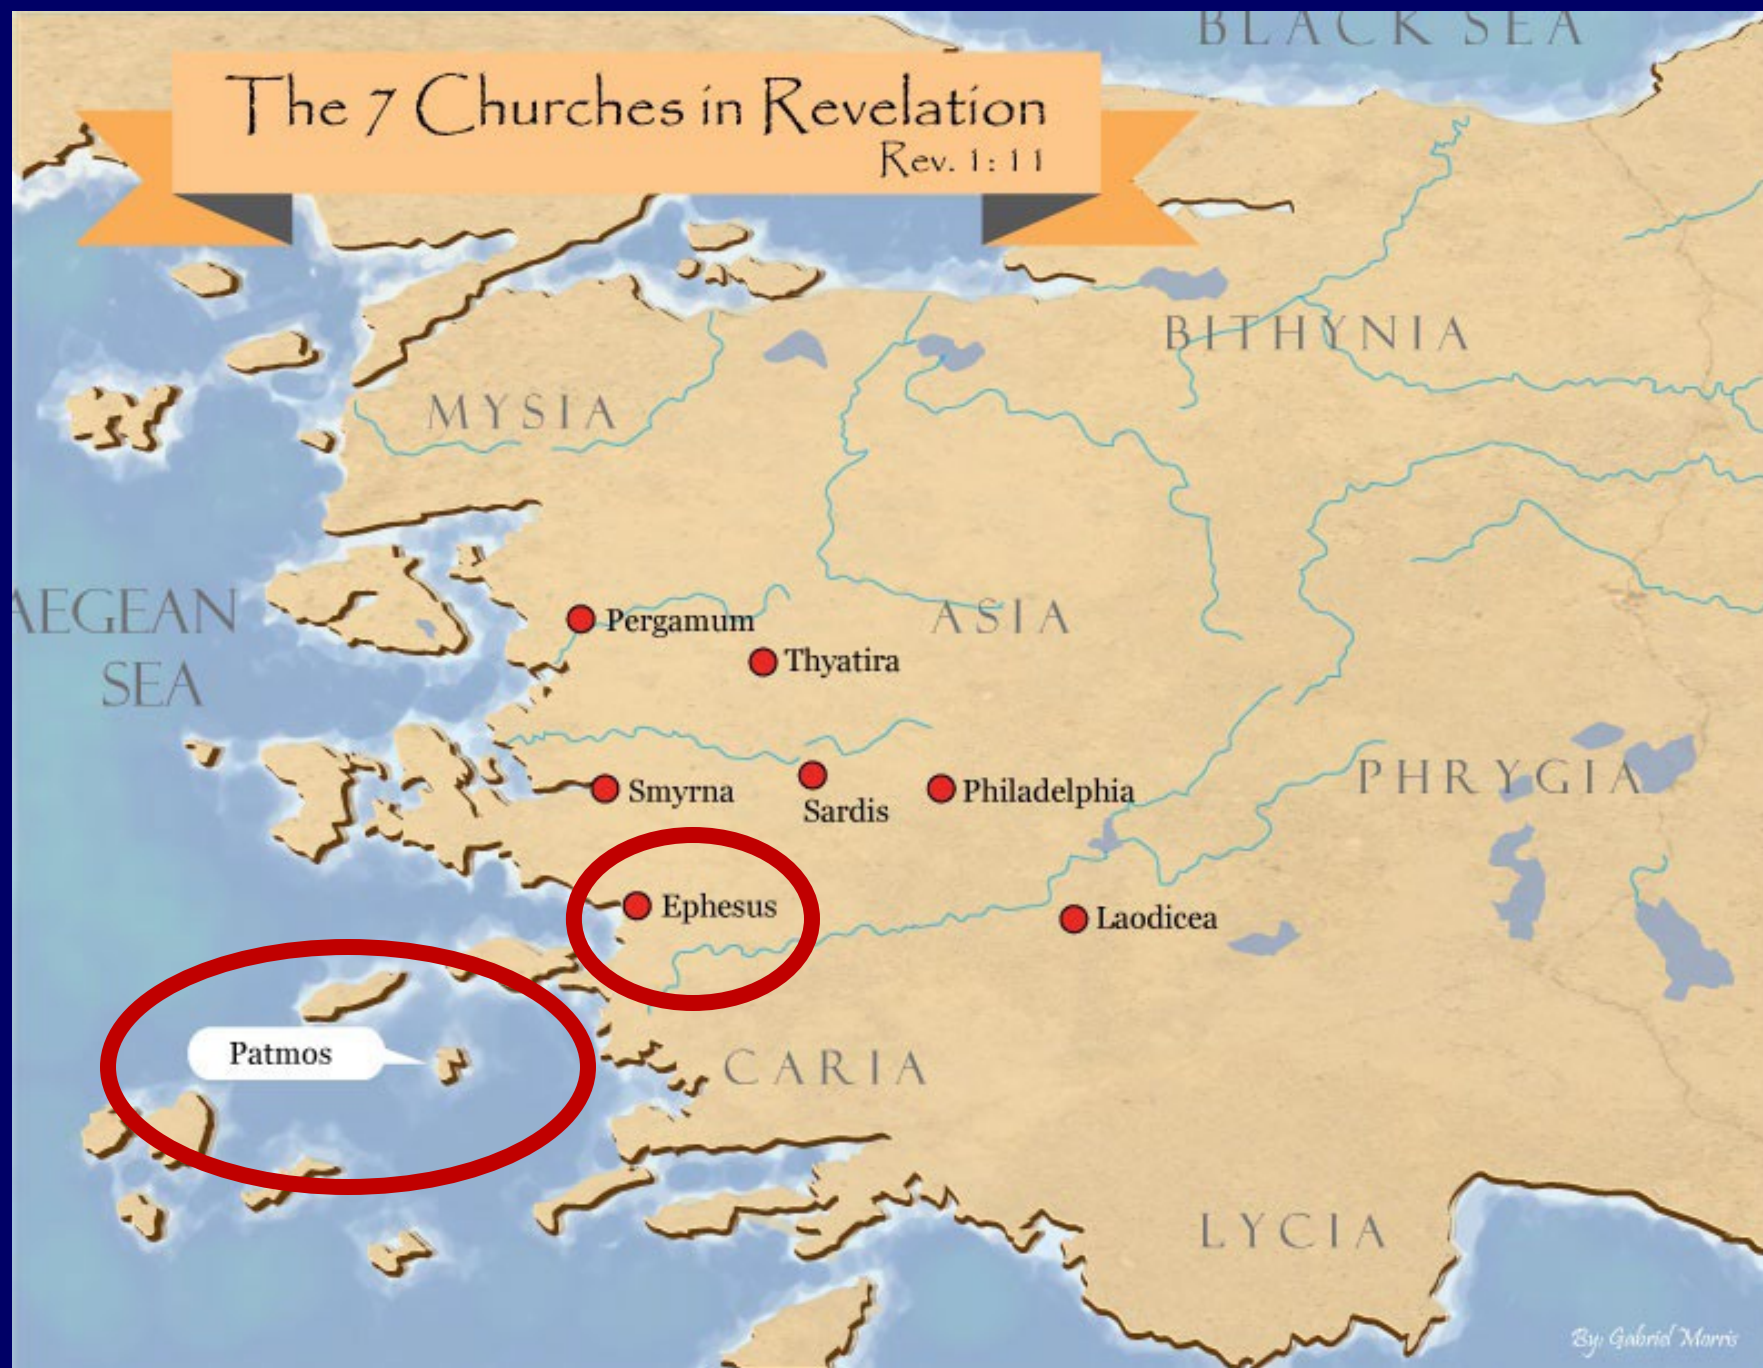 BLACK SEA
The 7 Churches in Revelation
Rev. 1:11
BITHYNIA
MYSIA
AEGEAN
SEA
Pergamum
ASIA
Thyatira
PHRYGIA
Smyrna
Sardis
Philadelphia
Ephesus
Laodicea
Patmos
CARIA
LYCIA
By: Gabriel Morris